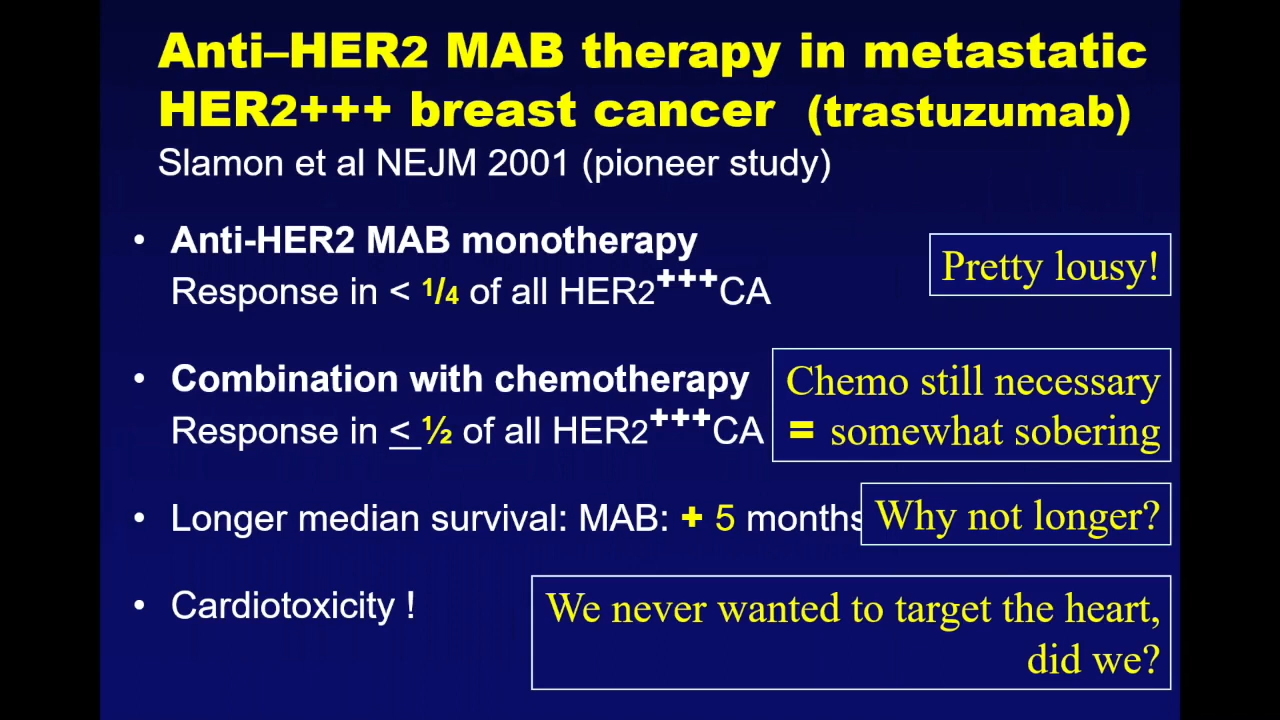 Anti–HER2 MAB therapy in metastatic
HER2+++ breast cancer (trastuzumab)
Slamon et al NEJM 2001 (pioneer study)
• Anti-HER2 MAB monotherapy
Response in < 1/4 of all HER2+++CA
Pretty lousy!
• Combination with chemotherapy
Response in < ½ of all HER2+++CA
Chemo still necessary
= somewhat sobering
• Longer median survival: MAB: + 5 months
Why not longer?
• Cardiotoxicity !
We never wanted to target the heart,
did we?